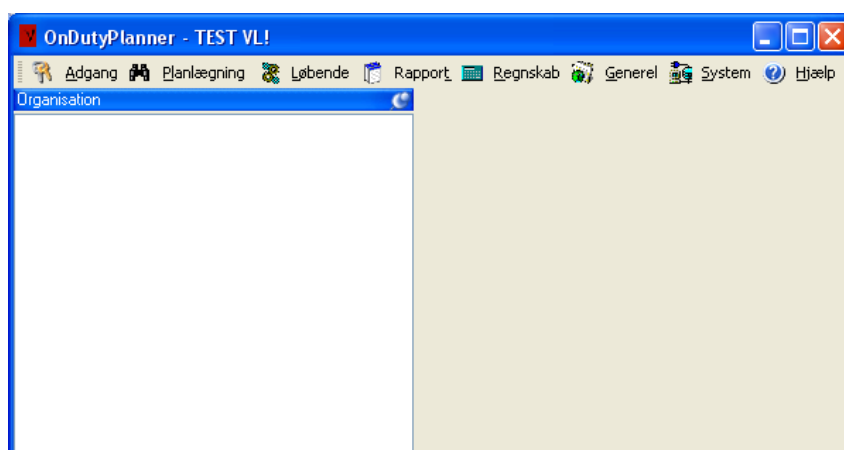 OnDutyPlanner - TEST VL!
Adgang Planlægning Løbende Rapport Regnskab Generel System Hjælp
Organisation